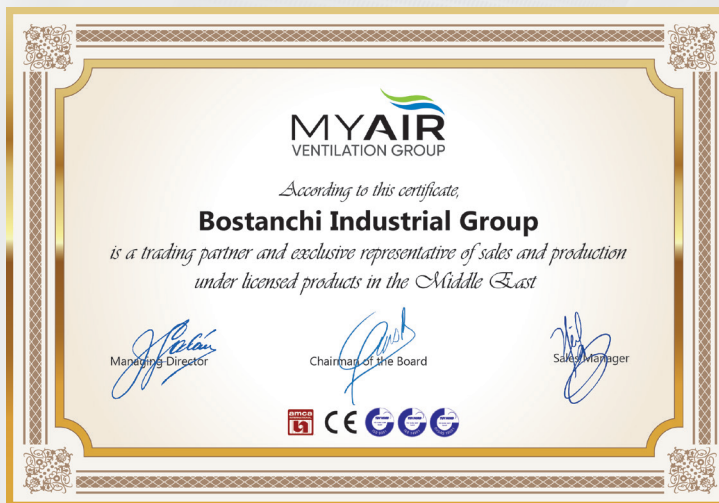 MYAIR
VENTILATION GROUP
According to this certificate,
Bostanchi Industrial Group
is a trading partner and exclusive representative of sales and production
under licensed products in the Middle East
Managing Director
Chairman of the Board
Sales Manager
amca
CE